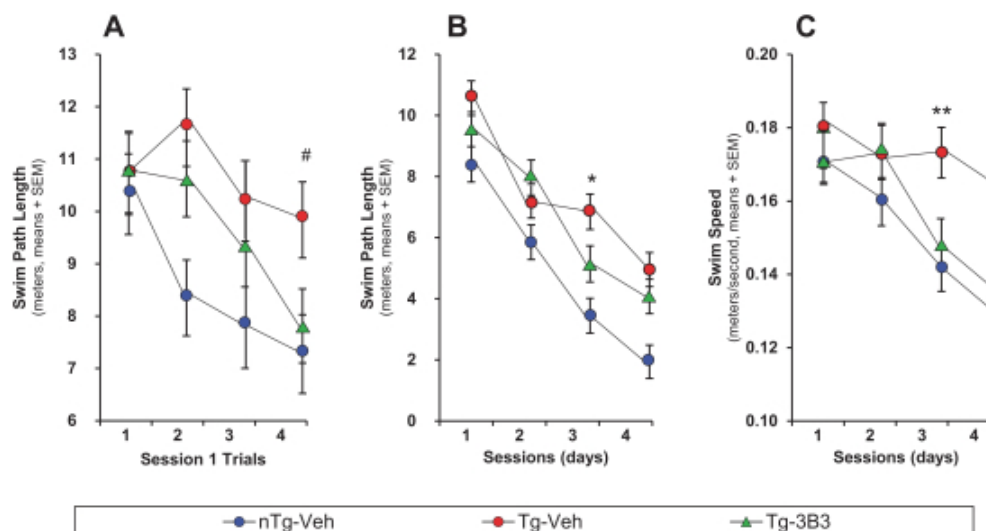 A
B
C
Swim Path Length
(meters, means + SEM)
13
12
11
10
9
8
7
6
#
1 2 3 4
Session 1 Trials
Swim Path Length
(meters, means + SEM)
12
10
8
6
4
2
0
*
1 2 3 4
Sessions (days)
Swim Speed
(meters/second, means + SEM)
0.20
0.18
0.16
0.14
0.12
0.10
**
1 2 3 4
Sessions (days)
nTg-Veh Tg-Veh Tg-3B3